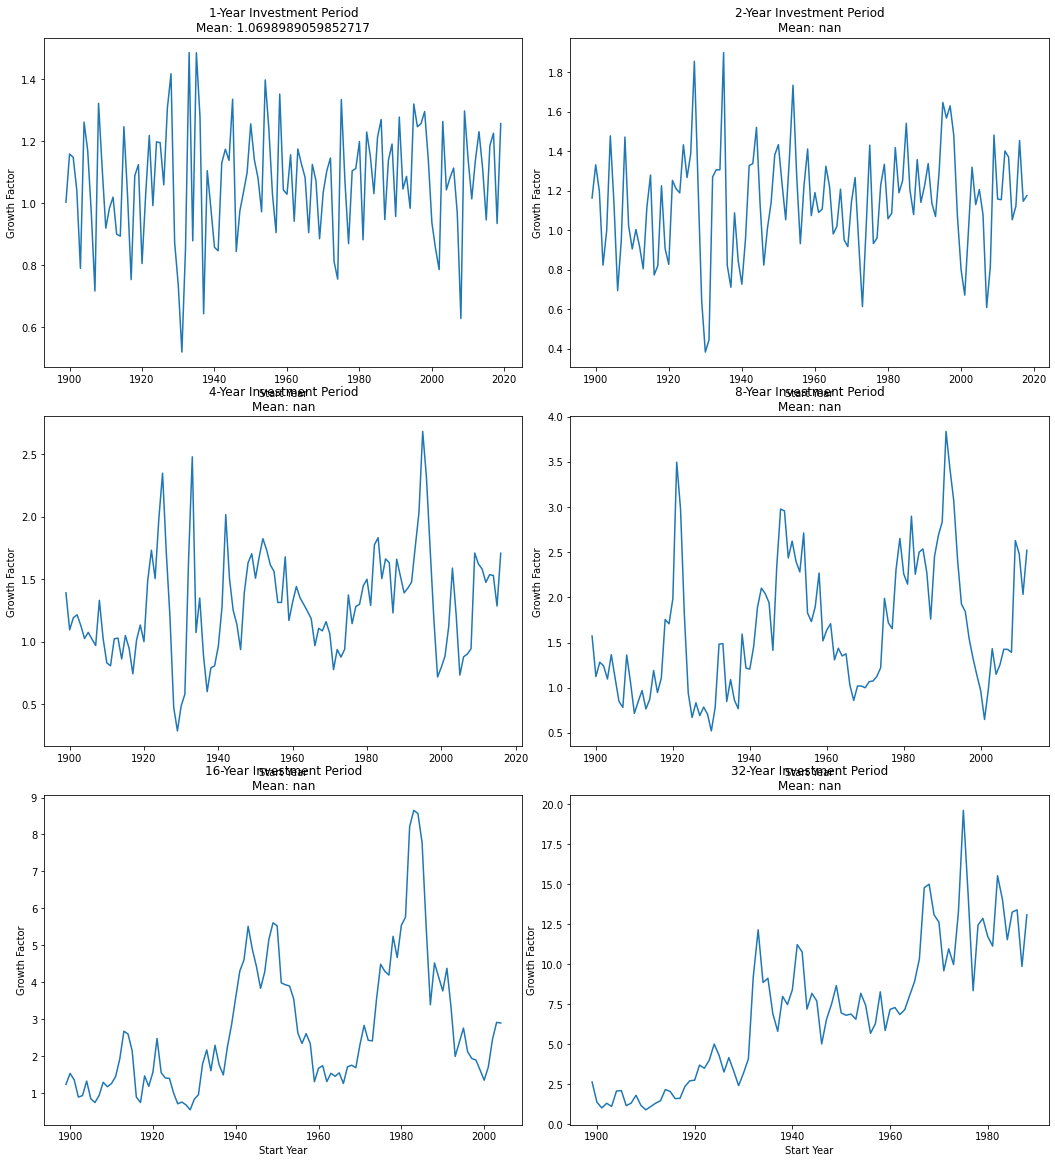 1-Year Investment Period
Mean: 1.0698989059852717
Growth Factor
1.4
1.2
1.0
0.8
0.6
1900 1920 1940 1960 1980 2000 2020
Start Year
2-Year Investment Period
Mean: nan
Growth Factor
1.8
1.6
1.4
1.2
1.0
0.8
0.6
0.4
1900 1920 1940 1960 1980 2000 2020
Start Year
4-Year Investment Period
Mean: nan
Growth Factor
2.5
2.0
1.5
1.0
0.5
1900 1920 1940 1960 1980 2000 2020
Start Year
8-Year Investment Period
Mean: nan
Growth Factor
4.0
3.5
3.0
2.5
2.0
1.5
1.0
0.5
1900 1920 1940 1960 1980 2000
Start Year
16-Year Investment Period
Mean: nan
Growth Factor
9
8
7
6
5
4
3
2
1
1900 1920 1940 1960 1980 2000
Start Year
32-Year Investment Period
Mean: nan
Growth Factor
20.0
17.5
15.0
12.5
10.0
7.5
5.0
2.5
0.0
1900 1920 1940 1960 1980
Start Year